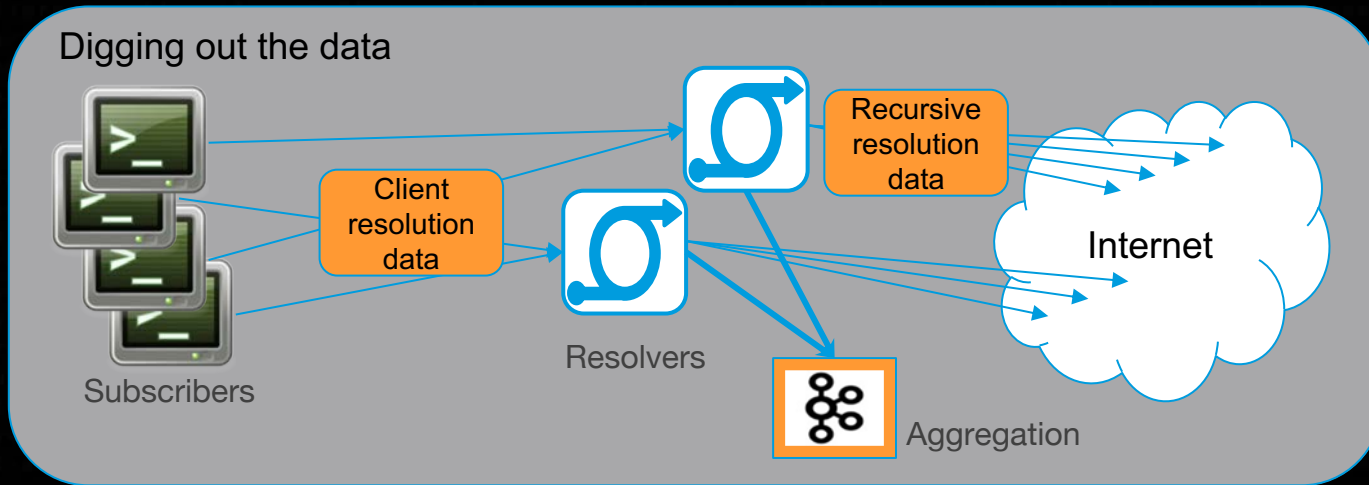 Digging out the data
>_
>_
>_
>_
Client
resolution
data
Recursive
resolution
data
Internet
Resolvers
Subscribers
Aggregation